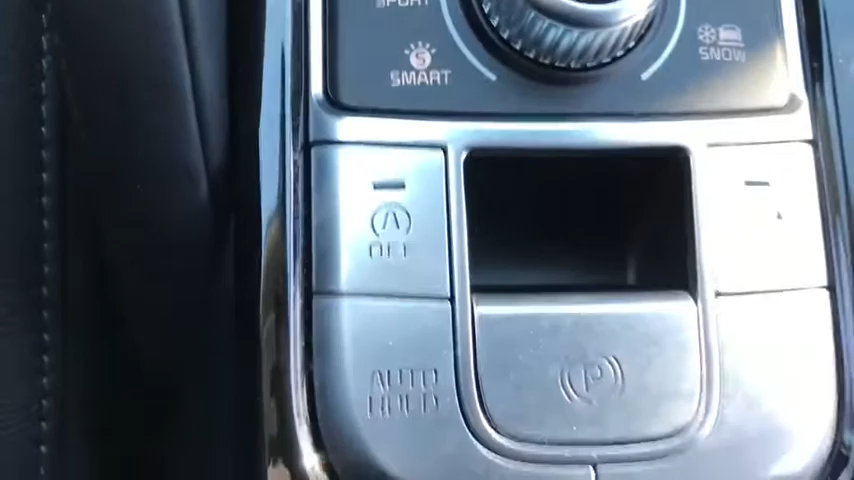 SPORT
SMART
SNOW
A
OFF
AUTO
HOLD
(P)